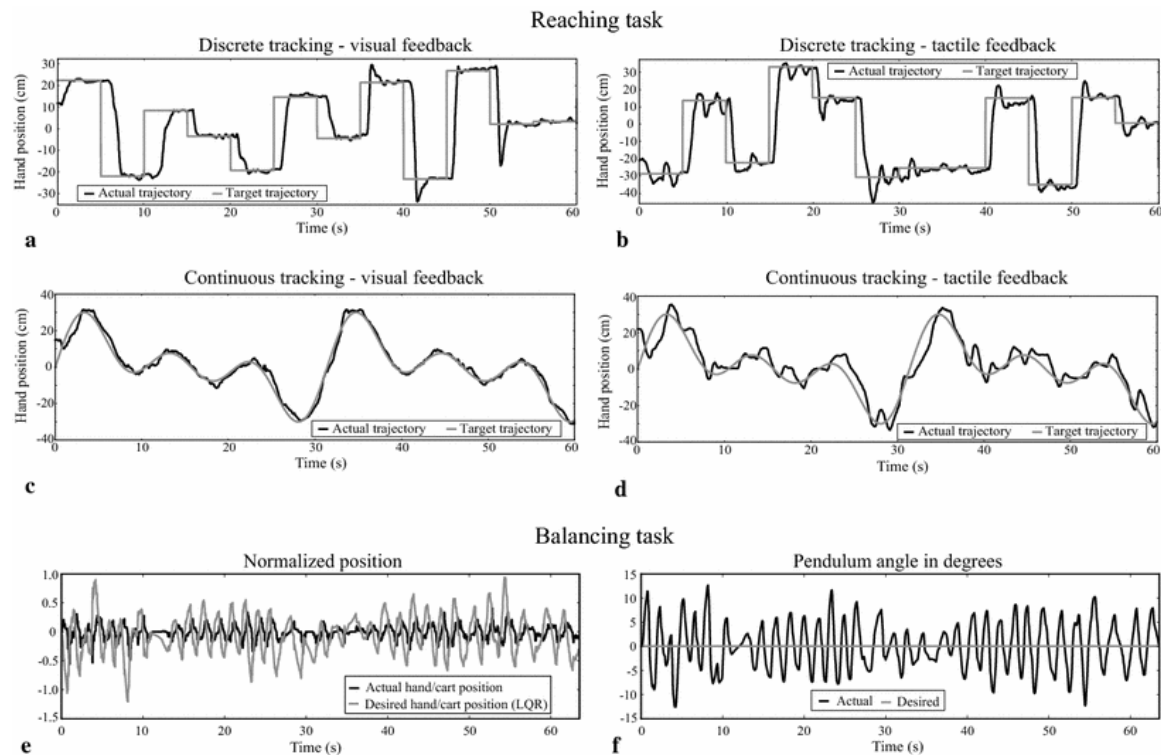 Reaching task
Discrete tracking - visual feedback
Hand position (cm)
30
20
10
0
-10
-20
-30
Actual trajectory
Target trajectory
0
10
20
30
40
50
60
Time (s)
a
Discrete tracking - tactile feedback
Hand position (cm)
30
20
10
0
-10
-20
-30
-40
Actual trajectory
Target trajectory
0
10
20
30
40
50
60
Time (s)
b
Continuous tracking - visual feedback
Hand position (cm)
40
20
0
-20
-40
Actual trajectory
Target trajectory
0
10
20
30
40
50
60
Time (s)
c
Continuous tracking - tactile feedback
Hand position (cm)
40
20
0
-20
-40
Actual trajectory
Target trajectory
0
10
20
30
40
50
60
Time (s)
d
Balancing task
Normalized position
1.0
0.5
0
-0.5
-1.0
-1.5
Actual hand/cart position
Desired hand/cart position (LQR)
0
10
20
30
40
50
60
Time (s)
e
Pendulum angle in degrees
15
10
5
0
-5
-10
-15
Actual
Desired
0
10
20
30
40
50
60
Time (s)
f